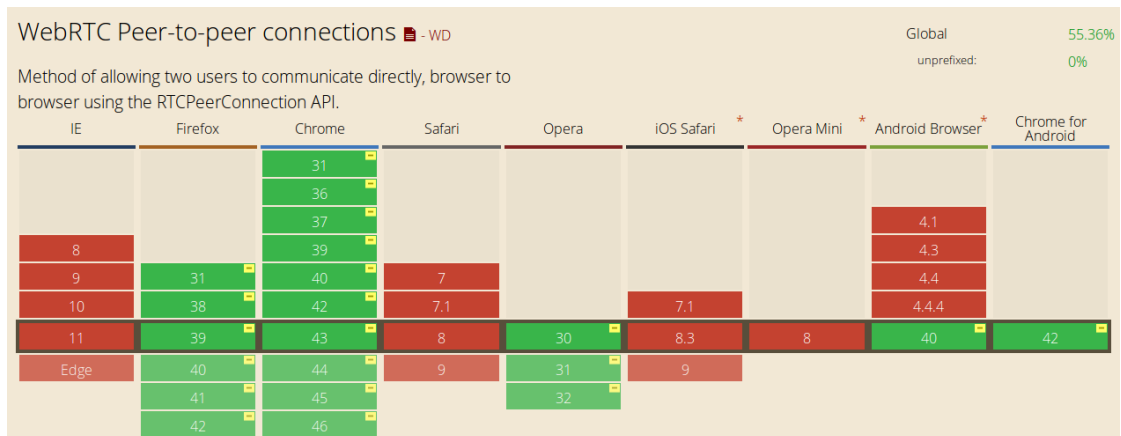 WebRTC Peer-to-peer connections - WD
Global 55.36%
unprefixed: 0%
Method of allowing two users to communicate directly, browser to
browser using the RTCPeerConnection API.
IE Firefox Chrome Safari Opera iOS Safari * Opera Mini * Android Browser * Chrome for
Android
31
36
37 4.1
8 39 4.3
9 31 40 7 4.4
10 38 42 7.1 7.1 4.4.4
11 39 43 8 30 8.3 8 40 42
Edge 40 44 9 31 9
41 45 32
42 46